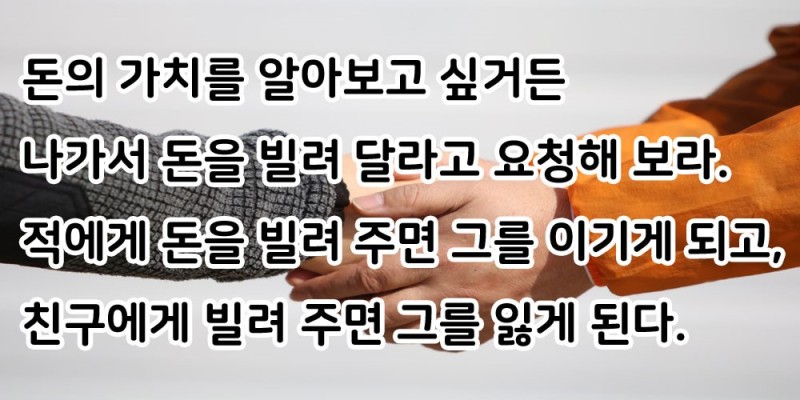 돈의 가치를 알아보고 싶거든
나가서 돈을 빌려 달라고 요청해 보라.
적에게 돈을 빌려 주면 그를 이기게 되고,
친구에게 빌려 주면 그를 잃게 된다.